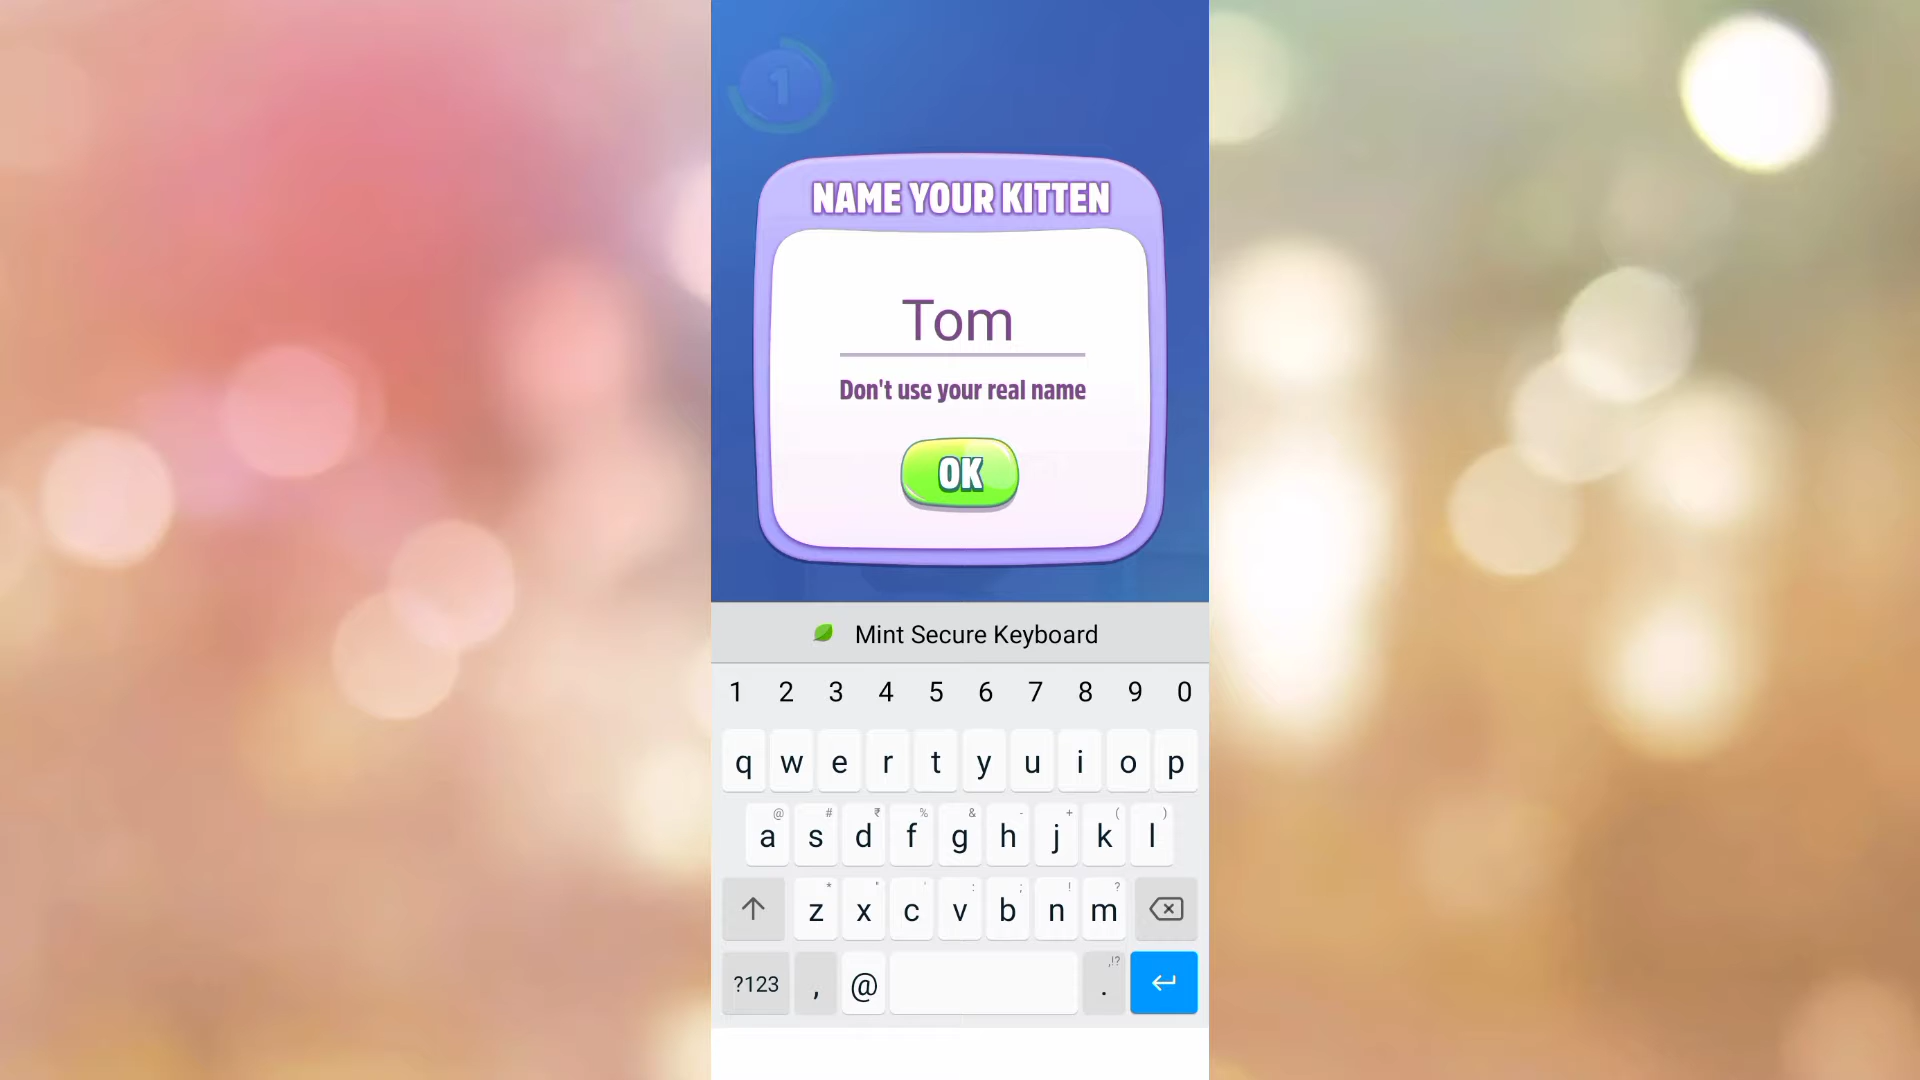 1
NAME YOUR KITTEN
Tom
Don't use your real name
OK
Mint Secure Keyboard
1 2 3 4 5 6 7 8 9 0
q w e r t y u i o p
@ # ₹ % & - + ( )
a s d f g h j k l
* " ' : ; ! ?
z x c v b n m
,!?
?123 , @ .